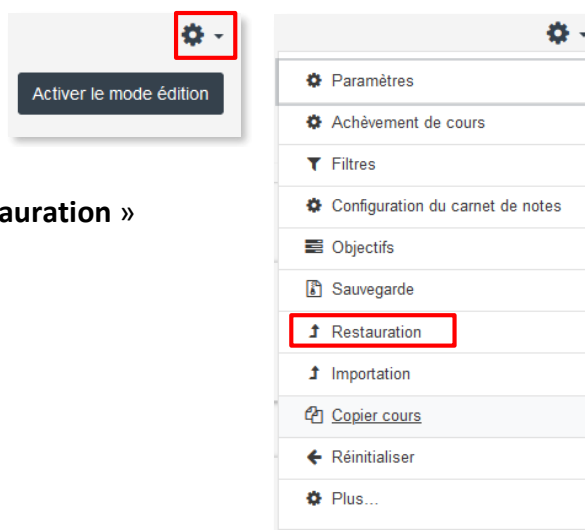 Activer le mode édition
auration »
Paramètres
Achèvement de cours
Filtres
Configuration du carnet de notes
Objectifs
Sauvegarde
Restauration
Importation
Copier cours
Réinitialiser
Plus...